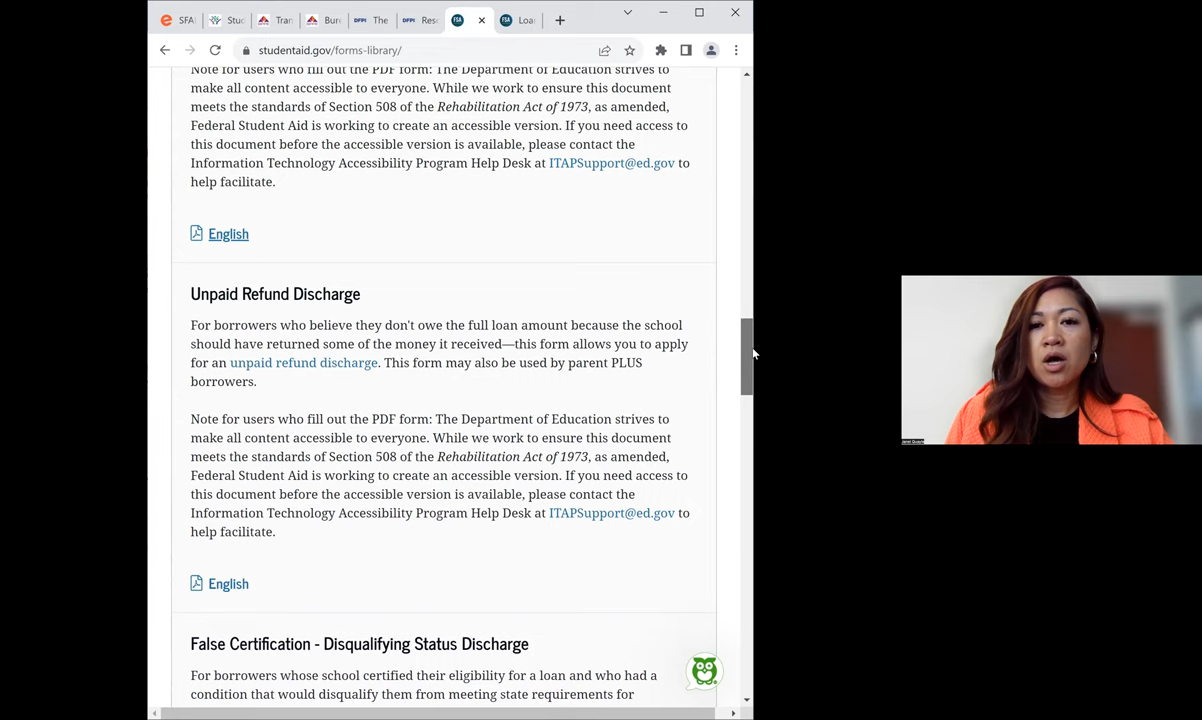 SFA Stud Tran Bure DFPI The DFPI Res FSA FSA Loa
studentaid.gov/forms-library/
Note for users who fill out the PDF form: The Department of Education strives to
make all content accessible to everyone. While we work to ensure this document
meets the standards of Section 508 of the Rehabilitation Act of 1973, as amended,
Federal Student Aid is working to create an accessible version. If you need access to
this document before the accessible version is available, please contact the
Information Technology Accessibility Program Help Desk at ITAPSupport@ed.gov to
help facilitate.
English
Unpaid Refund Discharge
For borrowers who believe they don't owe the full loan amount because the school
should have returned some of the money it received—this form allows you to apply
for an unpaid refund discharge. This form may also be used by parent PLUS
borrowers.
Note for users who fill out the PDF form: The Department of Education strives to
make all content accessible to everyone. While we work to ensure this document
meets the standards of Section 508 of the Rehabilitation Act of 1973, as amended,
Federal Student Aid is working to create an accessible version. If you need access to
this document before the accessible version is available, please contact the
Information Technology Accessibility Program Help Desk at ITAPSupport@ed.gov to
help facilitate.
English
False Certification - Disqualifying Status Discharge
For borrowers whose school certified their eligibility for a loan and who had a
condition that would disqualify them from meeting state requirements for